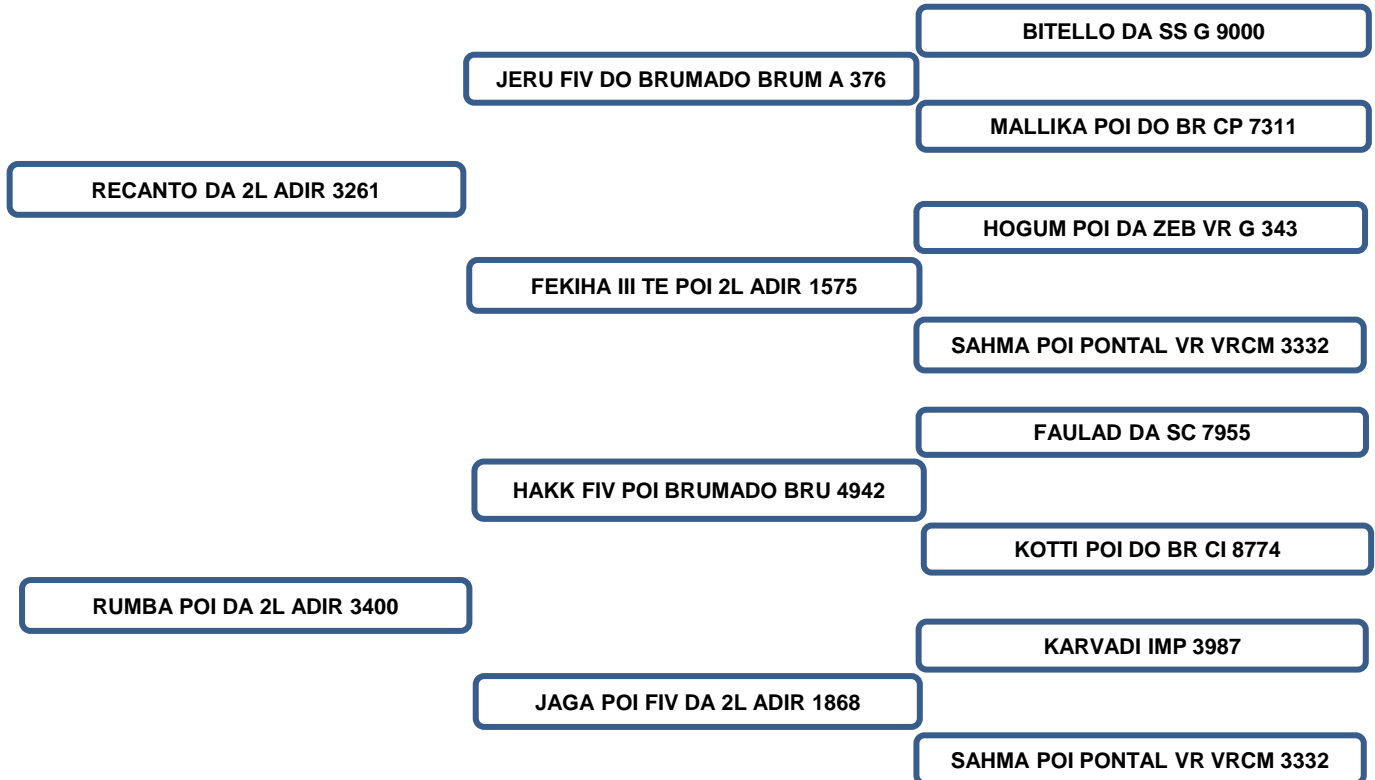 BITELLO DA SS G 9000
JERU FIV DO BRUMADO BRUM A 376
MALLIKA POI DO BR CP 7311
RECANTO DA 2L ADIR 3261
HOGUM POI DA ZEB VR G 343
FEKIHA III TE POI 2L ADIR 1575
SAHMA POI PONTAL VR VRCM 3332
FAULAD DA SC 7955
HAKK FIV POI BRUMADO BRU 4942
KOTTI POI DO BR CI 8774
RUMBA POI DA 2L ADIR 3400
KARVADI IMP 3987
JAGA POI FIV DA 2L ADIR 1868
SAHMA POI PONTAL VR VRCM 3332